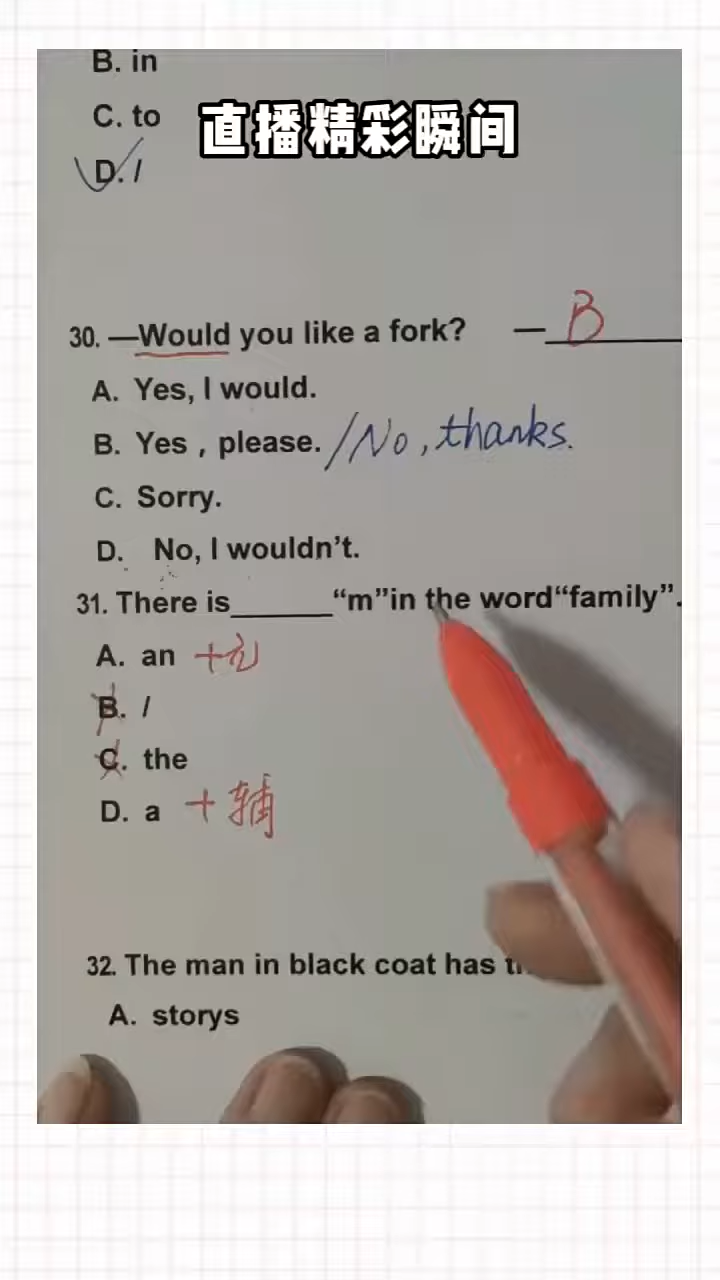 B. in
直播精彩瞬间
C. to
D. /
30. —Would you like a fork? — B
A. Yes, I would.
B. Yes , please. /No, thanks.
C. Sorry.
D. No, I wouldn't.
31. There is______“m”in the word“family”.
A. an +元
B. /
C. the
D. a +辅
32. The man in black coat has
A. storys